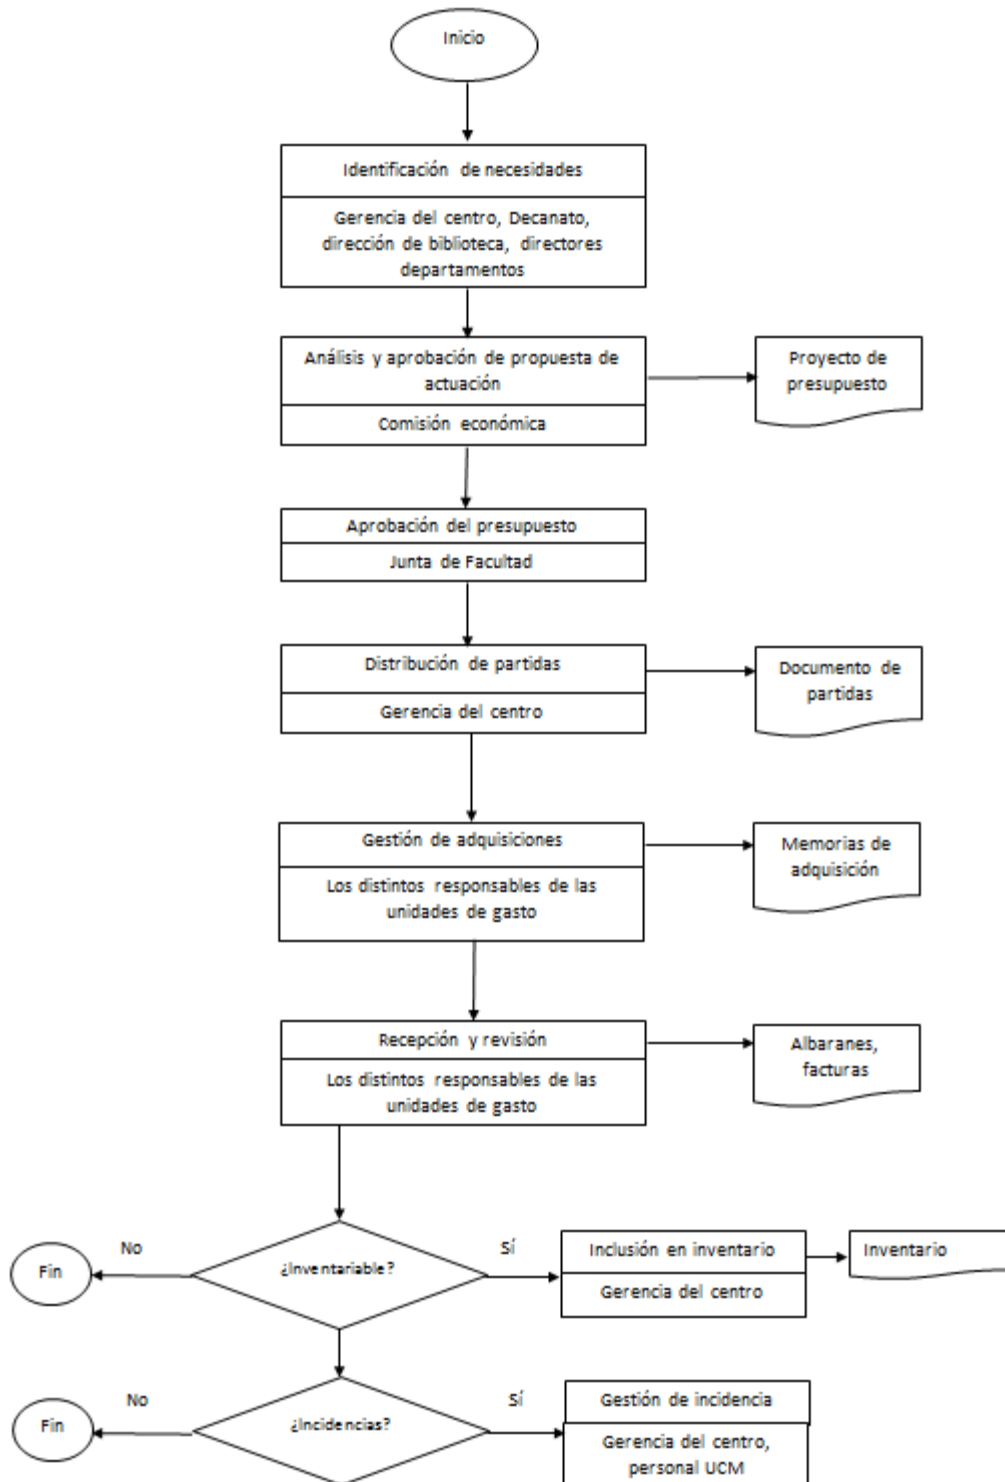 Inicio
Identificación de necesidades
Gerencia del centro, Decanato,
dirección de biblioteca, directores
departamentos
Análisis y aprobación de propuesta de
actuación
Comisión económica
Proyecto de
presupuesto
Aprobación del presupuesto
Junta de Facultad
Distribución de partidas
Gerencia del centro
Documento de
partidas
Gestión de adquisiciones
Los distintos responsables de las
unidades de gasto
Memorias de
adquisición
Recepción y revisión
Los distintos responsables de las
unidades de gasto
Albaranes,
facturas
Fin
No
¿Inventariable?
Sí
Inclusión en inventario
Gerencia del centro
Inventario
Fin
No
¿Incidencias?
Sí
Gestión de incidencia
Gerencia del centro,
personal UCM